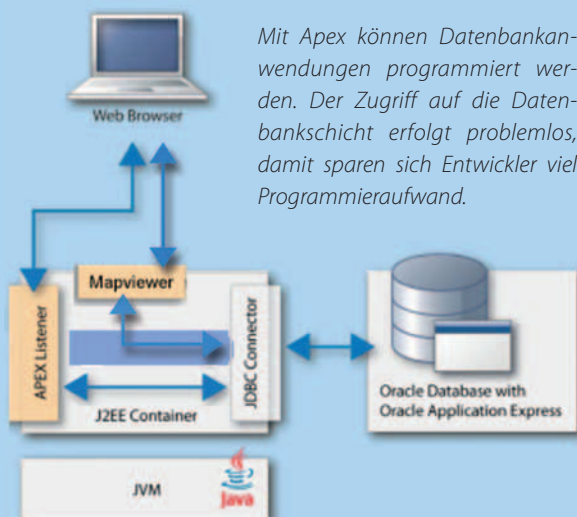 Mit Apex können Datenbankan-
wendungen programmiert wer-
den. Der Zugriff auf die Daten-
bankschicht erfolgt problemlos,
damit sparen sich Entwickler viel
Programmieraufwand.
Web Browser
Mapviewer
APEX Listener
JDBC Connector
J2EE Container
Oracle Database with
Oracle Application Express
JVM
Java